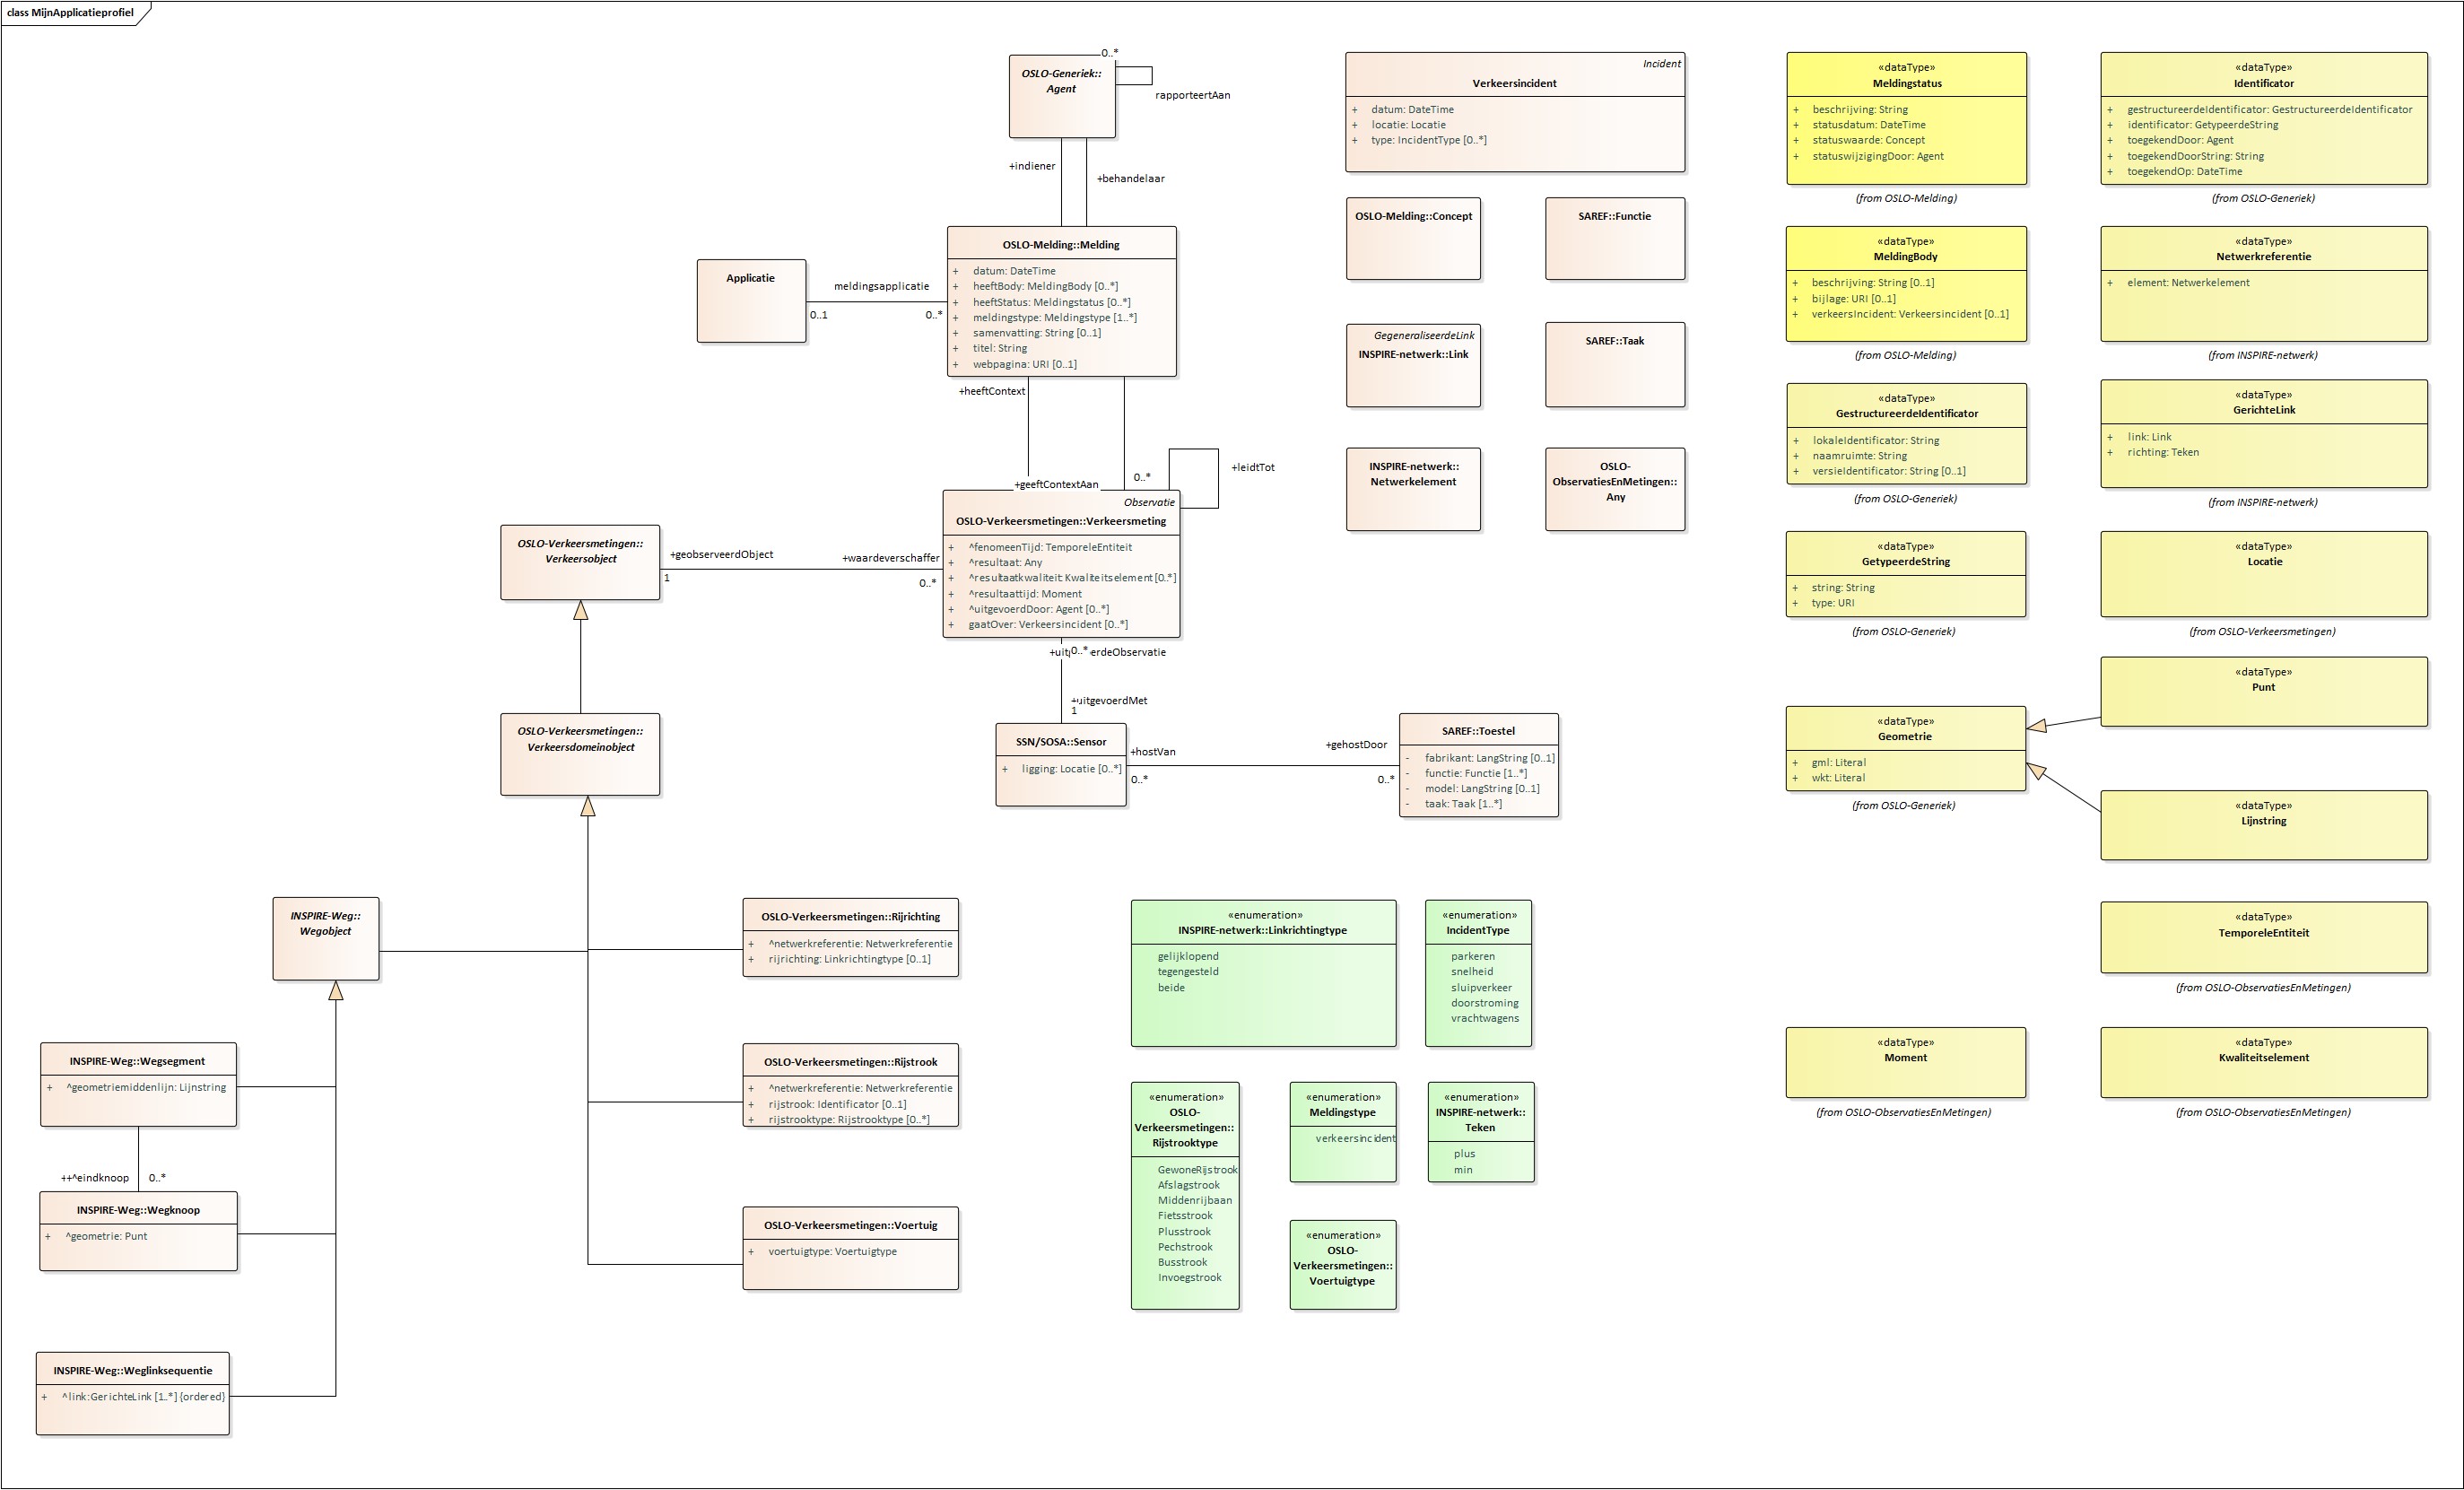 class MijnApplicatieprofiel
OSLO-Generiek::
Agent
0..*
rapporteertAan
+indiener
+behandelaar
Applicatie
meldingsapplicatie
0..1
0..*
OSLO-Melding::Melding
+ datum: DateTime
+ heeftBody: MeldingBody [0..*]
+ heeftStatus: Meldingstatus [0..*]
+ meldingstype: Meldingstype [1..*]
+ samenvatting: String [0..1]
+ titel: String
+ webpagina: URI [0..1]
+heeftContext
+geeftContextAan
0..*
+leidtTot
Observatie
OSLO-Verkeersmetingen::Verkeersmeting
+ ^fenomeenTijd: TemporeleEntiteit
+ ^resultaat: Any
+ ^resultaatkwaliteit: Kwaliteitselement [0..*]
+ ^resultaattijd: Moment
+ ^uitgevoerdDoor: Agent [0..*]
+ gaatOver: Verkeersincident [0..*]
OSLO-Verkeersmetingen::
Verkeersobject
+geobserveerdObject
1
+waardeverschaffer
0..*
0..*
erdeObservatie
+uitgevoerdMet
1
OSLO-Verkeersmetingen::
Verkeersdomeinobject
SSN/SOSA::Sensor
+ ligging: Locatie [0..*]
+hostVan
0..*
+gehostDoor
0..*
SAREF::Toestel
- fabrikant: LangString [0..1]
- functie: Functie [1..*]
- model: LangString [0..1]
- taak: Taak [1..*]
INSPIRE-Weg::
Wegobject
INSPIRE-Weg::Wegsegment
+ ^geometriemiddenlijn: Lijnstring
++^eindknoop
0..*
INSPIRE-Weg::Wegknoop
+ ^geometrie: Punt
INSPIRE-Weg::Weglinksequentie
+ ^link:GerichteLink [1..*] {ordered}
OSLO-Verkeersmetingen::Rijrichting
+ ^netwerkreferentie: Netwerkreferentie
+ rijrichting: Linkrichtingtype [0..1]
OSLO-Verkeersmetingen::Rijstrook
+ ^netwerkreferentie: Netwerkreferentie
+ rijstrook: Identificator [0..1]
+ rijstrooktype: Rijstrooktype [0..*]
OSLO-Verkeersmetingen::Voertuig
+ voertuigtype: Voertuigtype
Incident
Verkeersincident
+ datum: DateTime
+ locatie: Locatie
+ type: IncidentType [0..*]
OSLO-Melding::Concept
SAREF::Functie
GegeneraliseerdeLink
INSPIRE-netwerk::Link
SAREF::Taak
INSPIRE-netwerk::
Netwerkelement
OSLO-
ObservatiesEnMetingen::
Any
«enumeration»
INSPIRE-netwerk::Linkrichtingtype
gelijklopend
tegengesteld
beide
«enumeration»
IncidentType
parkeren
snelheid
sluipverkeer
doorstroming
vrachtwagens
«enumeration»
OSLO-
Verkeersmetingen::
Rijstrooktype
GewoneRijstrook
Afslagstrook
Middenrijbaan
Fietsstrook
Plusstrook
Pechstrook
Busstrook
Invoegstrook
«enumeration»
Meldingstype
verkeersincident
«enumeration»
INSPIRE-netwerk::
Teken
plus
min
«enumeration»
OSLO-
Verkeersmetingen::
Voertuigtype
«dataType»
Meldingstatus
+ beschrijving: String
+ statusdatum: DateTime
+ statuswaarde: Concept
+ statuswijzigingDoor: Agent
(from OSLO-Melding)
«dataType»
Identificator
+ gestructureerdeIdentificator: GestructureerdeIdentificator
+ identificator: GetypeerdeString
+ toegekendDoor: Agent
+ toegekendDoorString: String
+ toegekendOp: DateTime
(from OSLO-Generiek)
«dataType»
MeldingBody
+ beschrijving: String [0..1]
+ bijlage: URI [0..1]
+ verkeersIncident: Verkeersincident [0..1]
(from OSLO-Melding)
«dataType»
Netwerkreferentie
+ element: Netwerkelement
(from INSPIRE-netwerk)
«dataType»
GestructureerdeIdentificator
+ lokaleIdentificator: String
+ naamruimte: String
+ versieIdentificator: String [0..1]
(from OSLO-Generiek)
«dataType»
GerichteLink
+ link: Link
+ richting: Teken
(from INSPIRE-netwerk)
«dataType»
GetypeerdeString
+ string: String
+ type: URI
(from OSLO-Generiek)
«dataType»
Locatie
(from OSLO-Verkeersmetingen)
«dataType»
Punt
«dataType»
Geometrie
+ gml: Literal
+ wkt: Literal
(from OSLO-Generiek)
«dataType»
Lijnstring
«dataType»
TemporeleEntiteit
(from OSLO-ObservatiesEnMetingen)
«dataType»
Moment
(from OSLO-ObservatiesEnMetingen)
«dataType»
Kwaliteitselement
(from OSLO-ObservatiesEnMetingen)